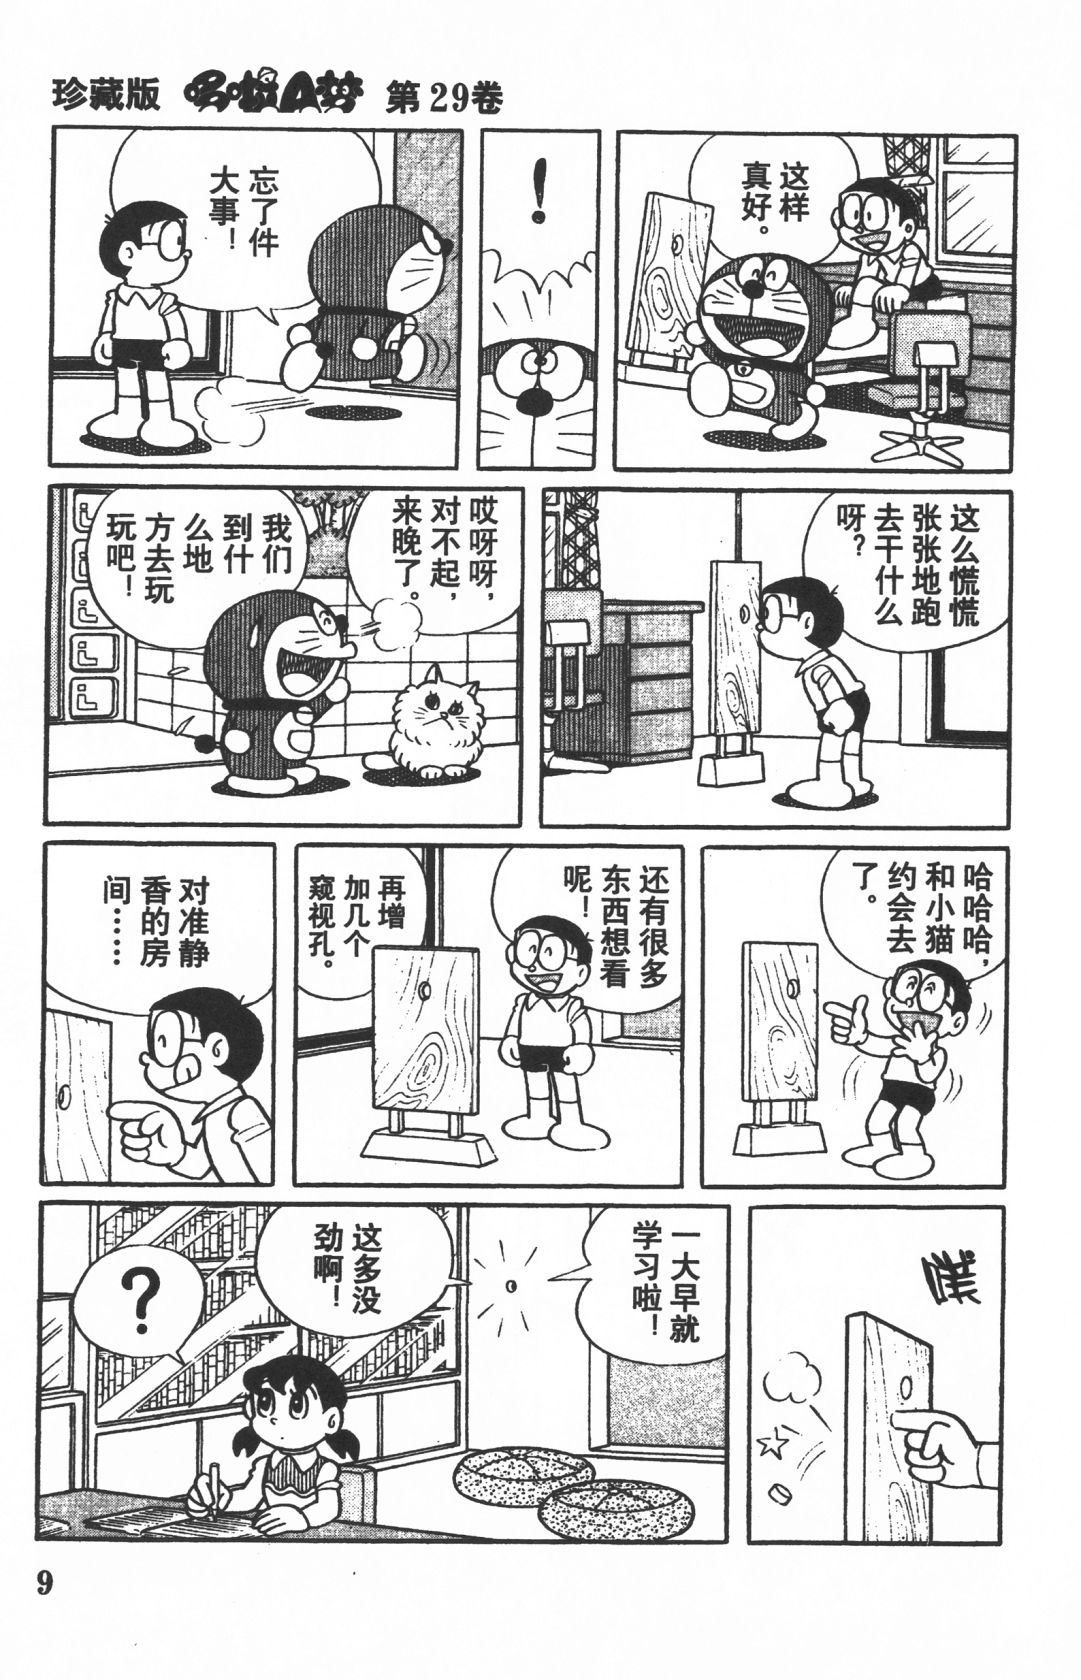 珍藏版 哆啦A梦 第29卷
这样
真好。
!
忘了件
大事!
这么慌慌
张张地跑
去干什么
呀?
哎呀呀,
对不起,
来晚了。
我们
到什
么地
方去玩
玩吧!
哈哈哈,
和小猫
约会去
了。
还有很多
东西想看
呢!
再增
加几个
窥视孔。
对准静
香的房
间……
噗
一大早就
学习啦!
这多没
劲啊!
?
9